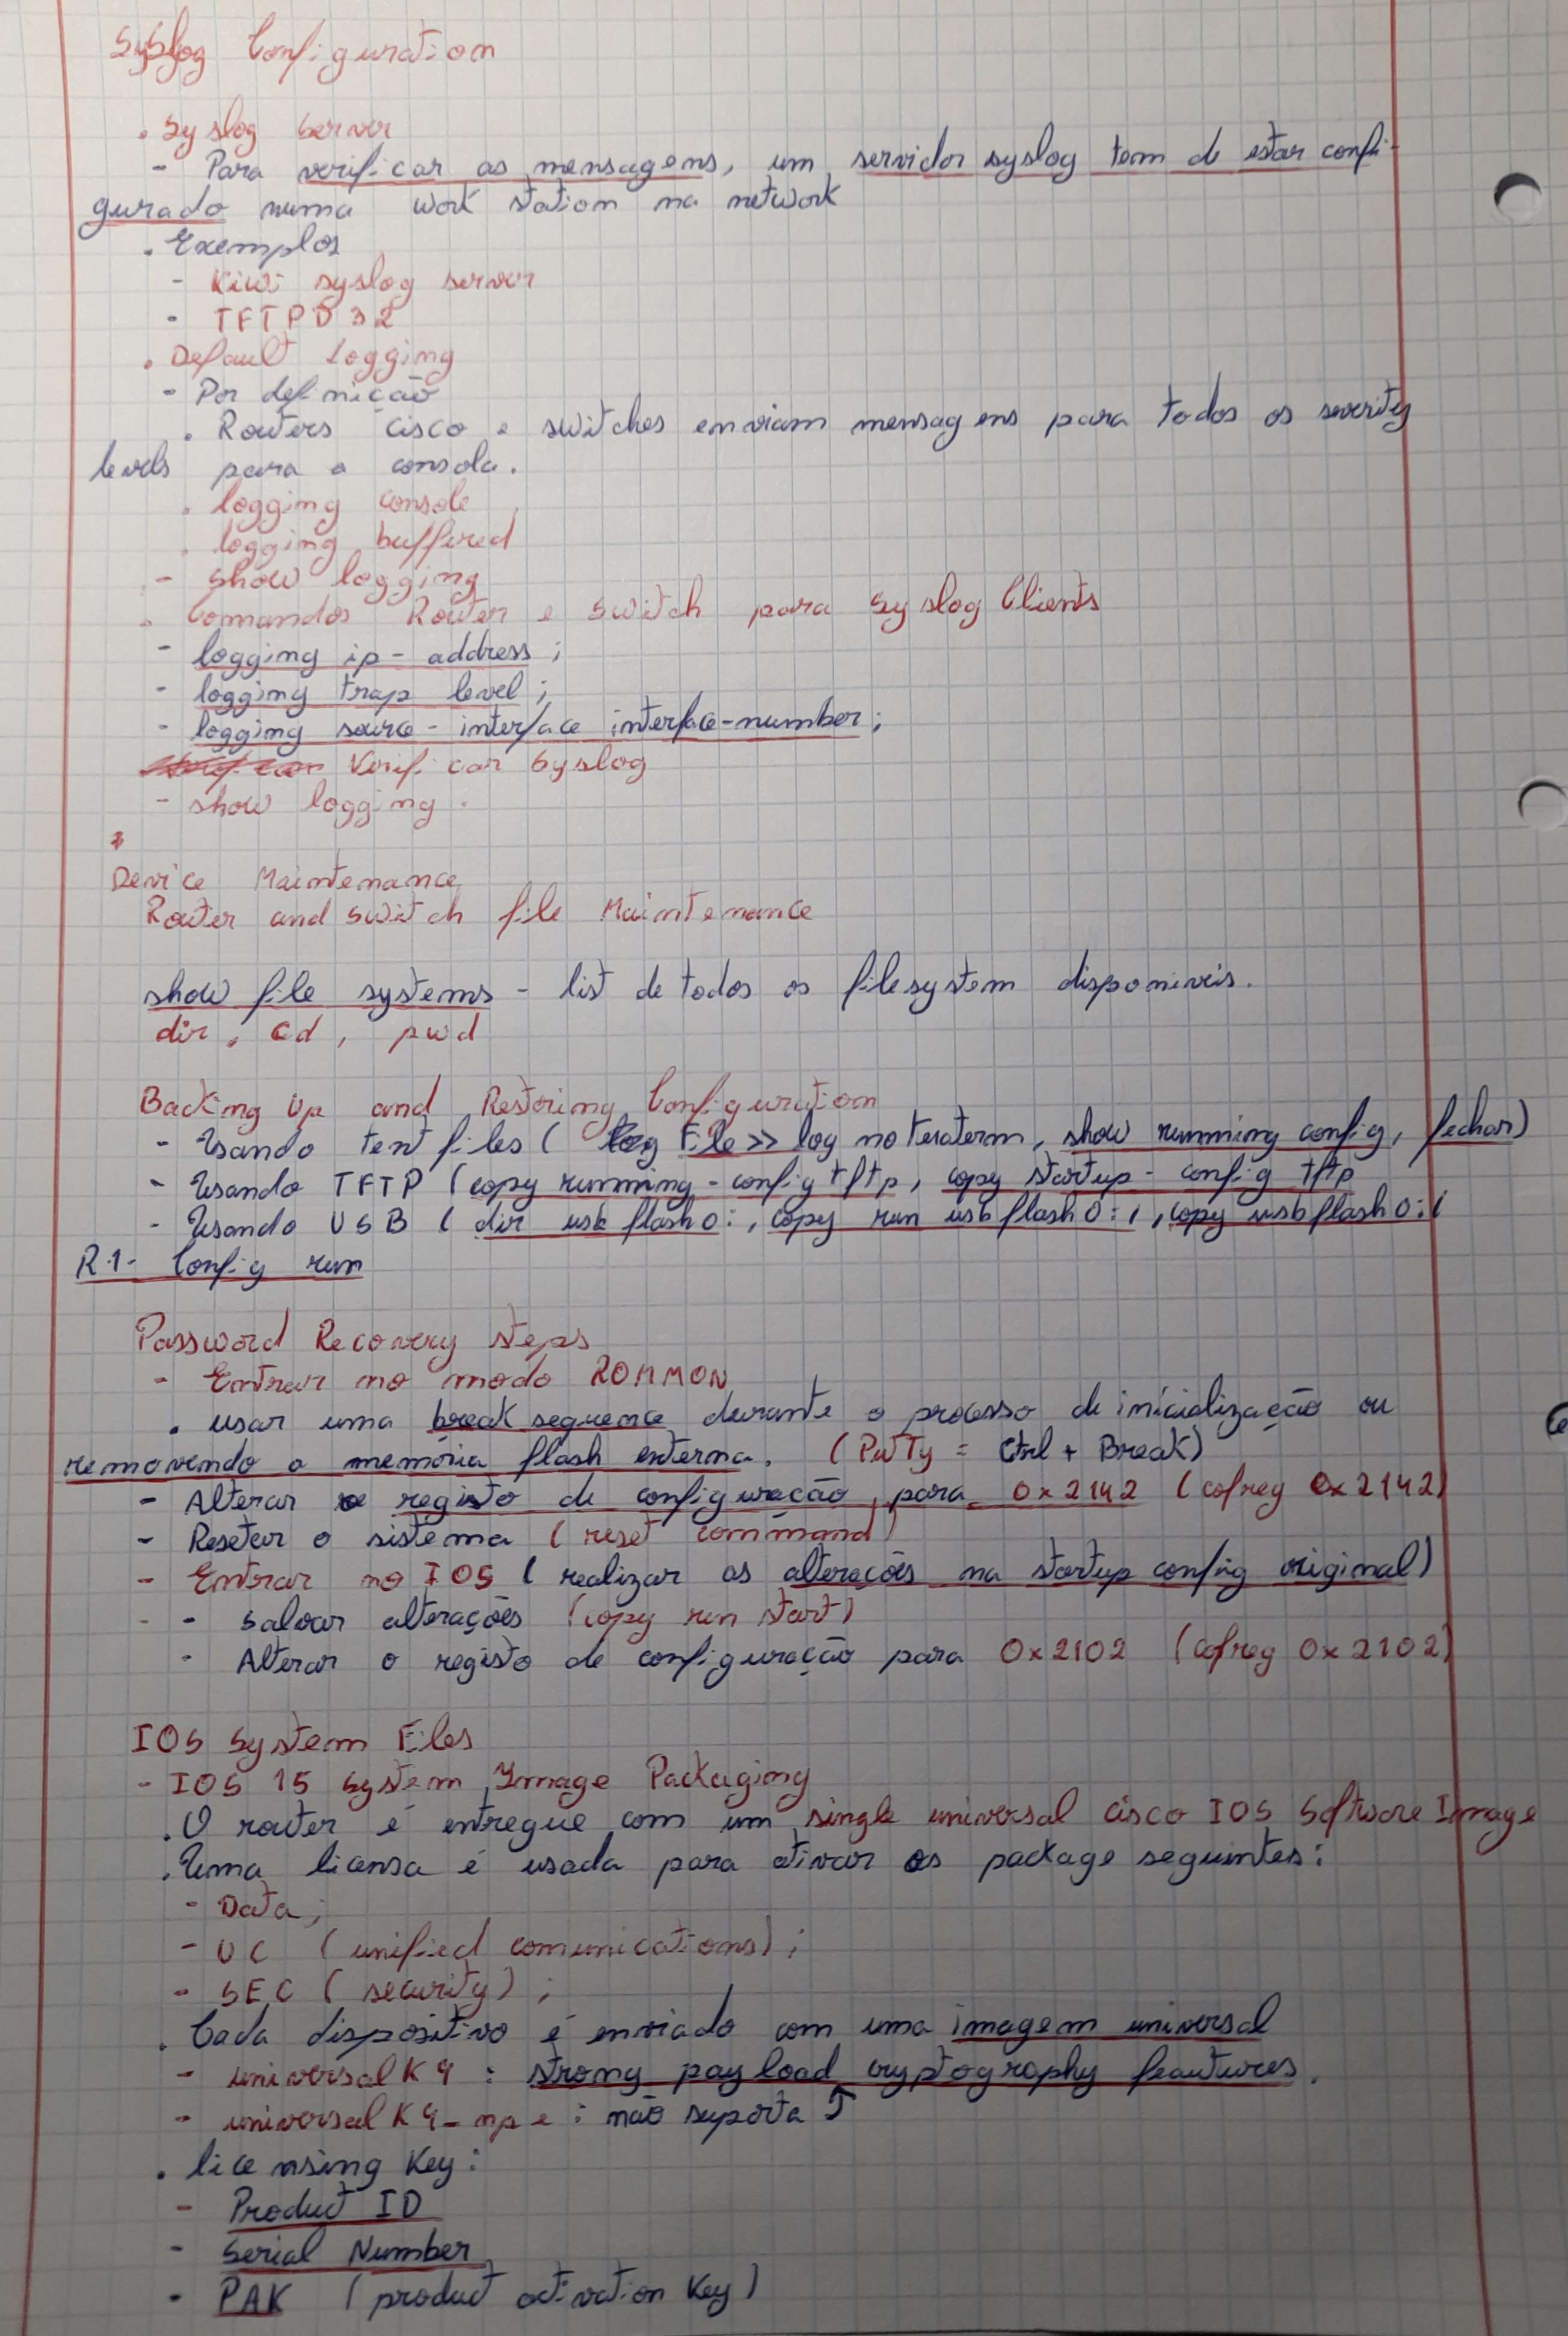 Syslog Configuration
. Syslog Server
- Para verificar as mensagens, um servidor syslog tem de estar confi-
gurado numa work station na network
. Exemplos
- Kiwi syslog server
- TFTPD32
. Default Logging
- Por definição
. Routers Cisco e switches enviam mensagens para todos os severity
levels para a consola.
. logging console
. logging buffered
- show logging
. Comandos Router e Switch para Syslog Clients
- logging ip-address ;
- logging trap level ;
- logging source-interface interface-number ;
Verificar Syslog
- show logging .
Device Maintenance
Router and Switch file Maintenance
show file systems - list de todos os filesystem disponiveis.
dir, cd, pwd
Backing Up and Restoring Configuration
- Usando text files ( File >> log no teraterm, show running config, fechar)
- Usando TFTP (copy running-config tftp, copy startup-config tftp
- Usando USB ( dir usb flash0:, copy run usbflash0:/, copy usbflash0:/
R1-Config run
Password Recovery steps
- Entrar no modo ROMMON
. usar uma break sequence durante o processo de inícialização ou
removendo a memória flash externa. (PuTTy = Ctrl + Break)
- Alterar o registo de configuração para 0x2142 (cofreg 0x2142)
- Resetar o sistema (reset command)
- Entrar no IOS ( realizar as alterações na startup config original)
- Salvar alterações (copy run start)
- Alterar o registo de configuração para 0x2102 (cofreg 0x2102)
IOS System Files
- IOS 15 System Image Packaging
. O router é entregue com um single universal cisco IOS Software Image
. Uma licensa é usada para ativar os package seguintes:
- Data;
- UC (unified comunications) ;
- SEC (security) ;
. Cada dispositivo é enviado com uma imagem universal
- universalK9 : strong payload cryptography feautures.
- universalK9_npe : não suporta ↑
. licensing Key :
- Product ID
- Serial Number
- PAK (product activation Key)